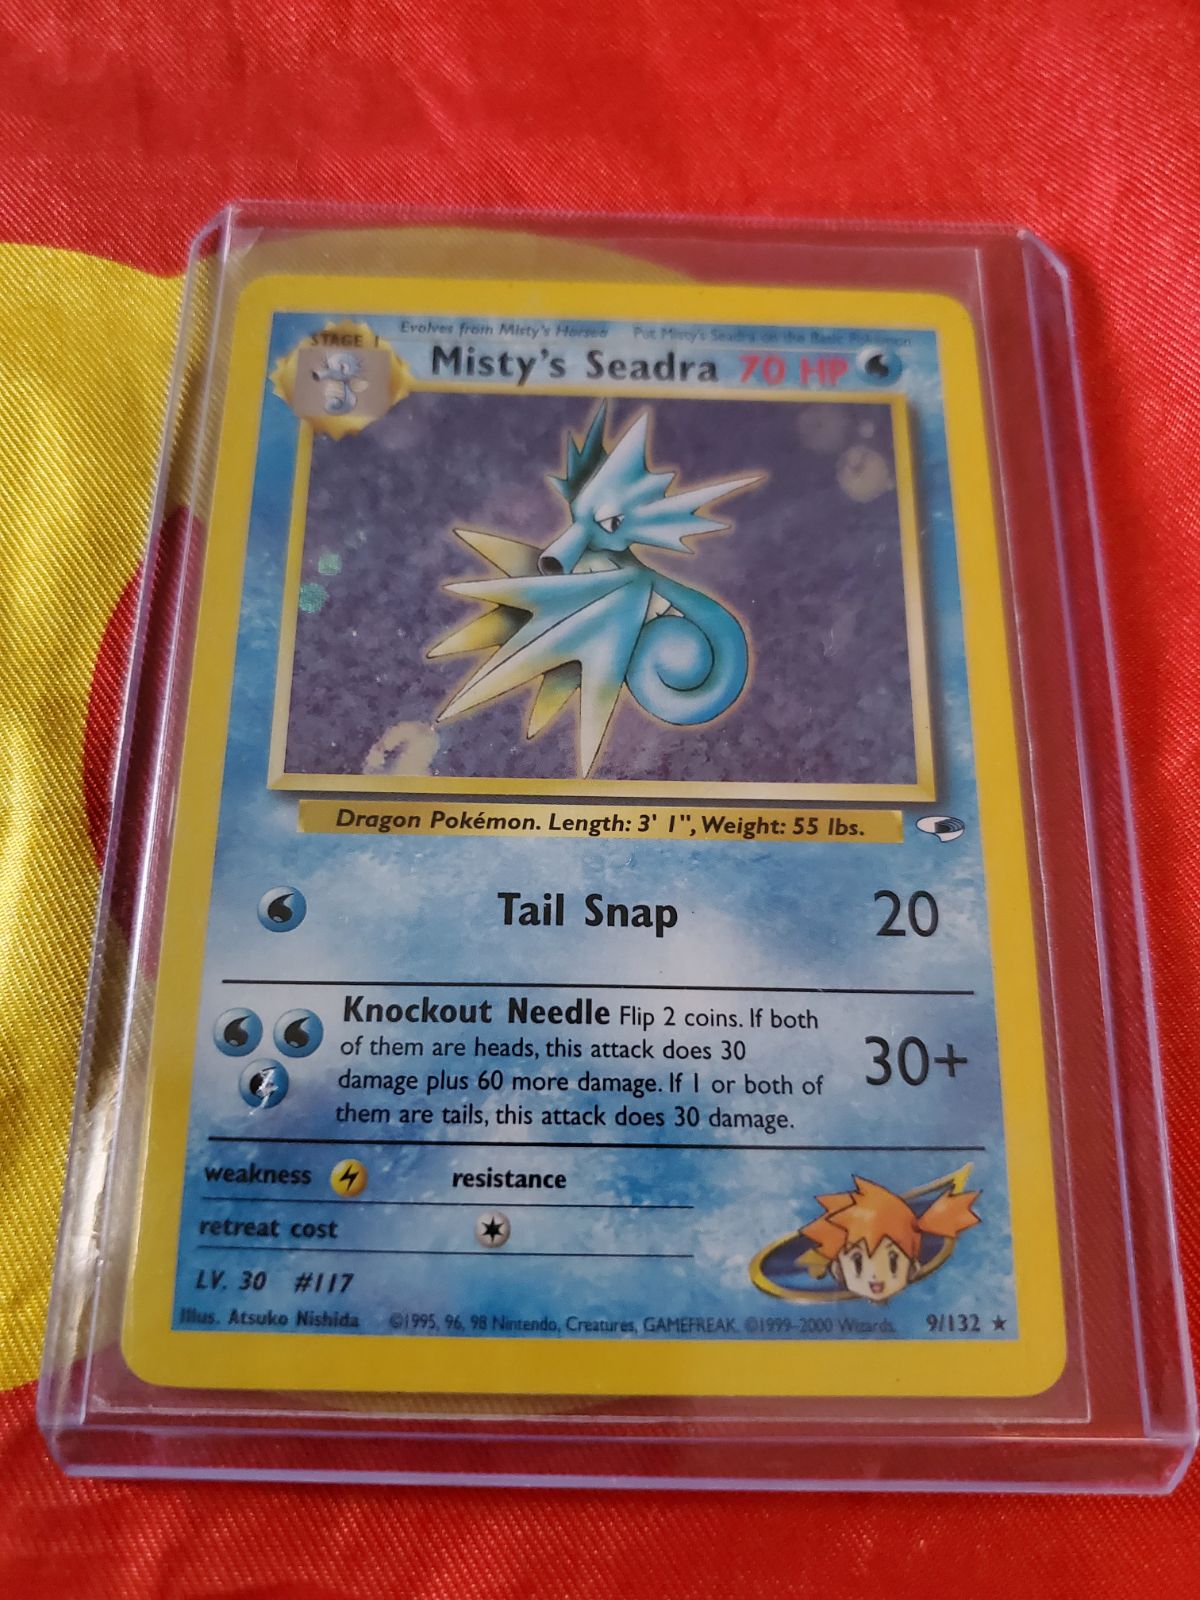 STAGE 1
Evolves from Misty's Horsea Put Misty's Seadra on the Basic Pokémon
Misty's Seadra 70 HP
Dragon Pokémon. Length: 3' 1", Weight: 55 lbs.
Tail Snap 20
Knockout Needle Flip 2 coins. If both
of them are heads, this attack does 30
damage plus 60 more damage. If 1 or both of
them are tails, this attack does 30 damage.
30+
weakness resistance
retreat cost
LV. 30 #117
Illus. Atsuko Nishida ©1995, 96, 98 Nintendo, Creatures, GAMEFREAK. ©1999-2000 Wizards. 9/132 ★